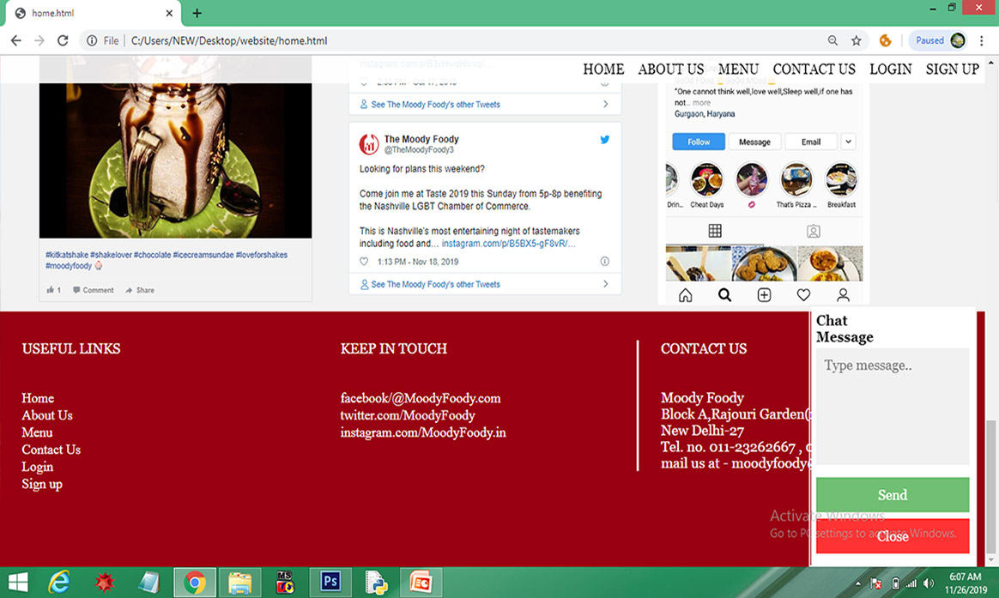 home.html
File
C:/Users/NEW/Desktop/website/home.html
Paused
HOME ABOUT US MENU CONTACT US LOGIN SIGN UP
#kitkatshake #shakelover #chocolate #icecreamsundae #loveforshakes
#moodyfoody
1 Comment Share
2:33 PM - Oct 17, 2019
See The Moody Foody's other Tweets
The Moody Foody
@TheMoodyFoody3
Looking for plans this weekend?
Come join me at Taste 2019 this Sunday from 5p-8p benefiting
the Nashville LGBT Chamber of Commerce.
This is Nashville's most entertaining night of tastemakers
including food and… instagram.com/p/B5BX5-gF8vR/…
1:13 PM - Nov 18, 2019
See The Moody Foody's other Tweets
"One cannot think well,love well,Sleep well,if one has
not.. more
Gurgaon, Haryana
Follow Message Email
Drin... Cheat Days That's Pizza ... Breakfast
USEFUL LINKS
Home
About Us
Menu
Contact Us
Login
Sign up
KEEP IN TOUCH
facebook/@MoodyFoody.com
twitter.com/MoodyFoody
instagram.com/MoodyFoody.in
CONTACT US
Moody Foody
Block A,Rajouri Garden(
New Delhi-27
Tel. no. 011-23262667 ,
mail us at - moodyfoody
Chat
Message
Type message..
Send
Close
Activate Windows
Go to PC settings to activate Windows.
Ps
6:07 AM
11/26/2019